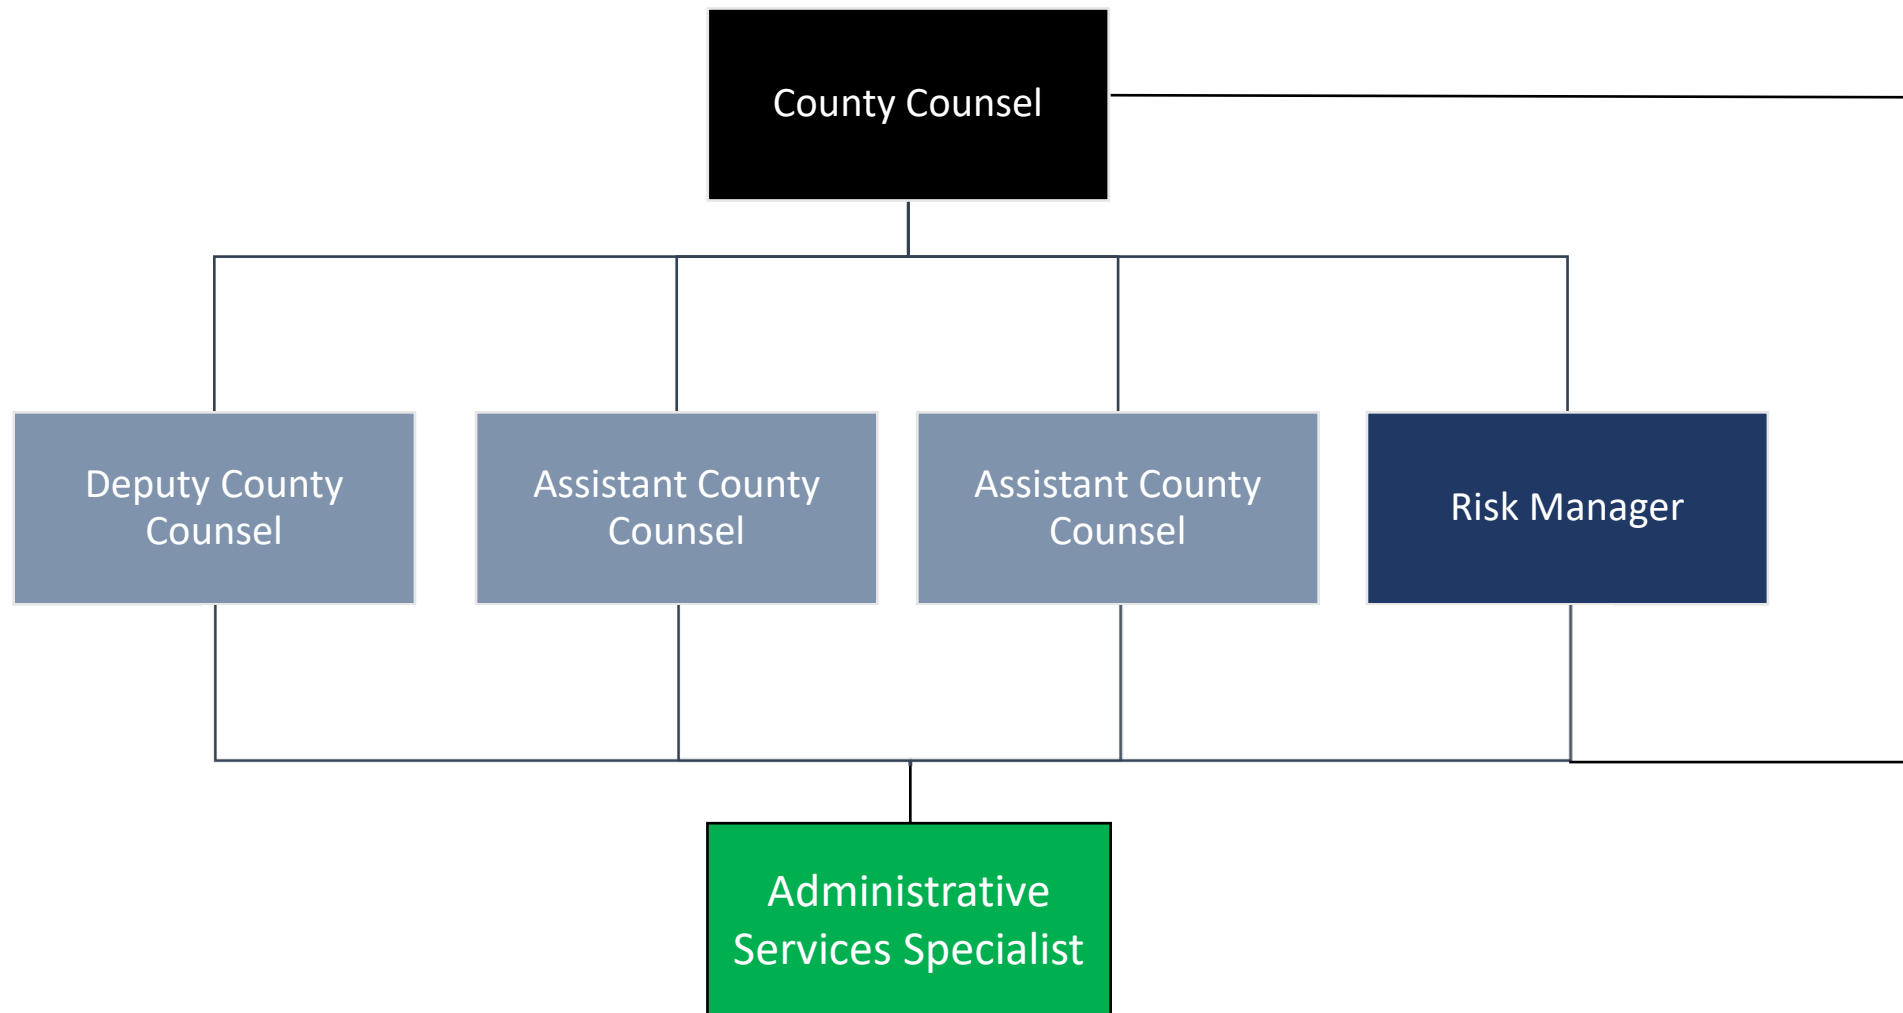 County Counsel
Deputy County
Counsel
Assistant County
Counsel
Assistant County
Counsel
Risk Manager
Administrative
Services Specialist